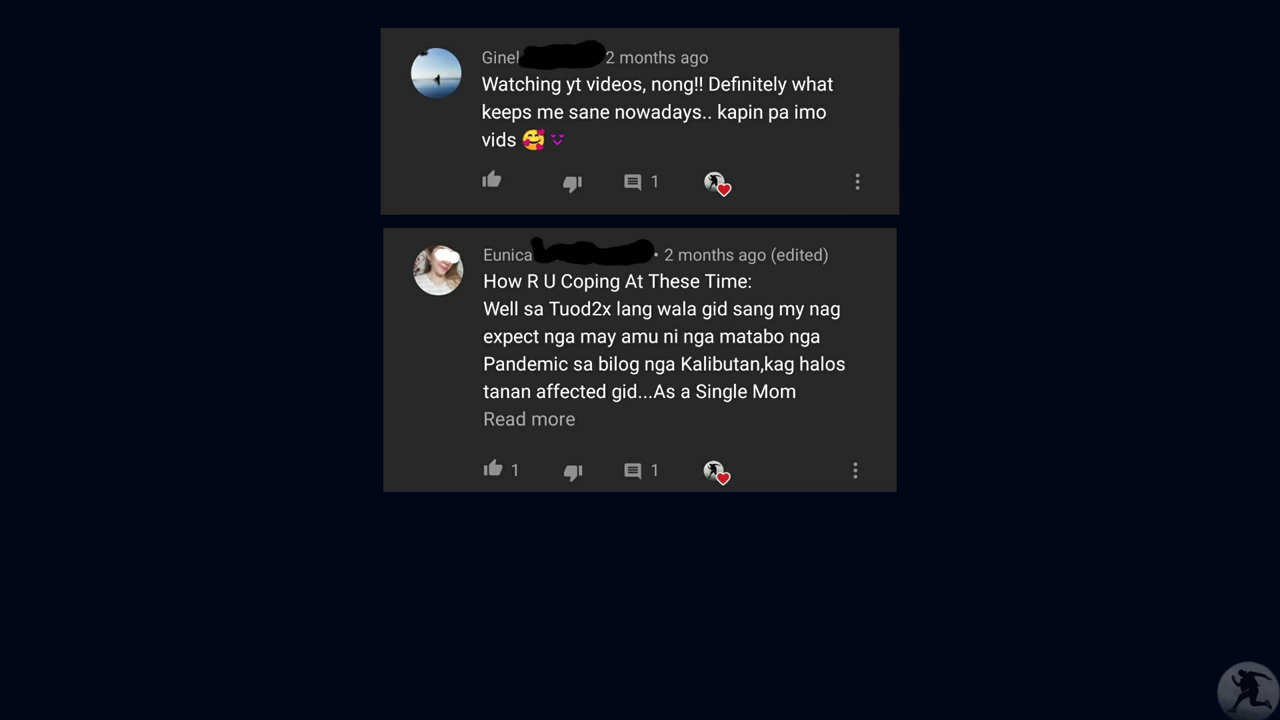 Ginel 2 months ago
Watching yt videos, nong!! Definitely what
keeps me sane nowadays.. kapin pa imo
vids 🥰
1
Eunica • 2 months ago (edited)
How R U Coping At These Time:
Well sa Tuod2x lang wala gid sang my nag
expect nga may amu ni nga matabo nga
Pandemic sa bilog nga Kalibutan,kag halos
tanan affected gid...As a Single Mom
Read more
1 1